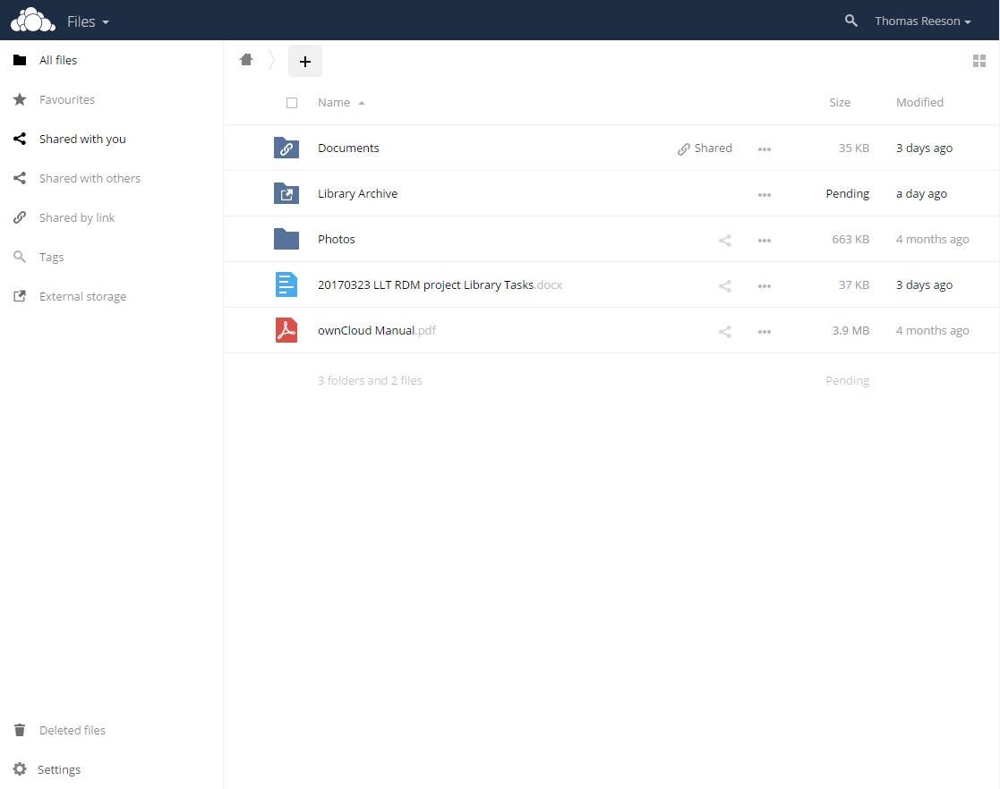 Files
Thomas Reeson
All files
Favourites
Shared with you
Shared with others
Shared by link
Tags
External storage
Deleted files
Settings
+
Name Size Modified
Documents Shared 35 KB 3 days ago
Library Archive Pending a day ago
Photos 663 KB 4 months ago
20170323 LLT RDM project Library Tasks.docx 37 KB 3 days ago
ownCloud Manual.pdf 3.9 MB 4 months ago
3 folders and 2 files Pending